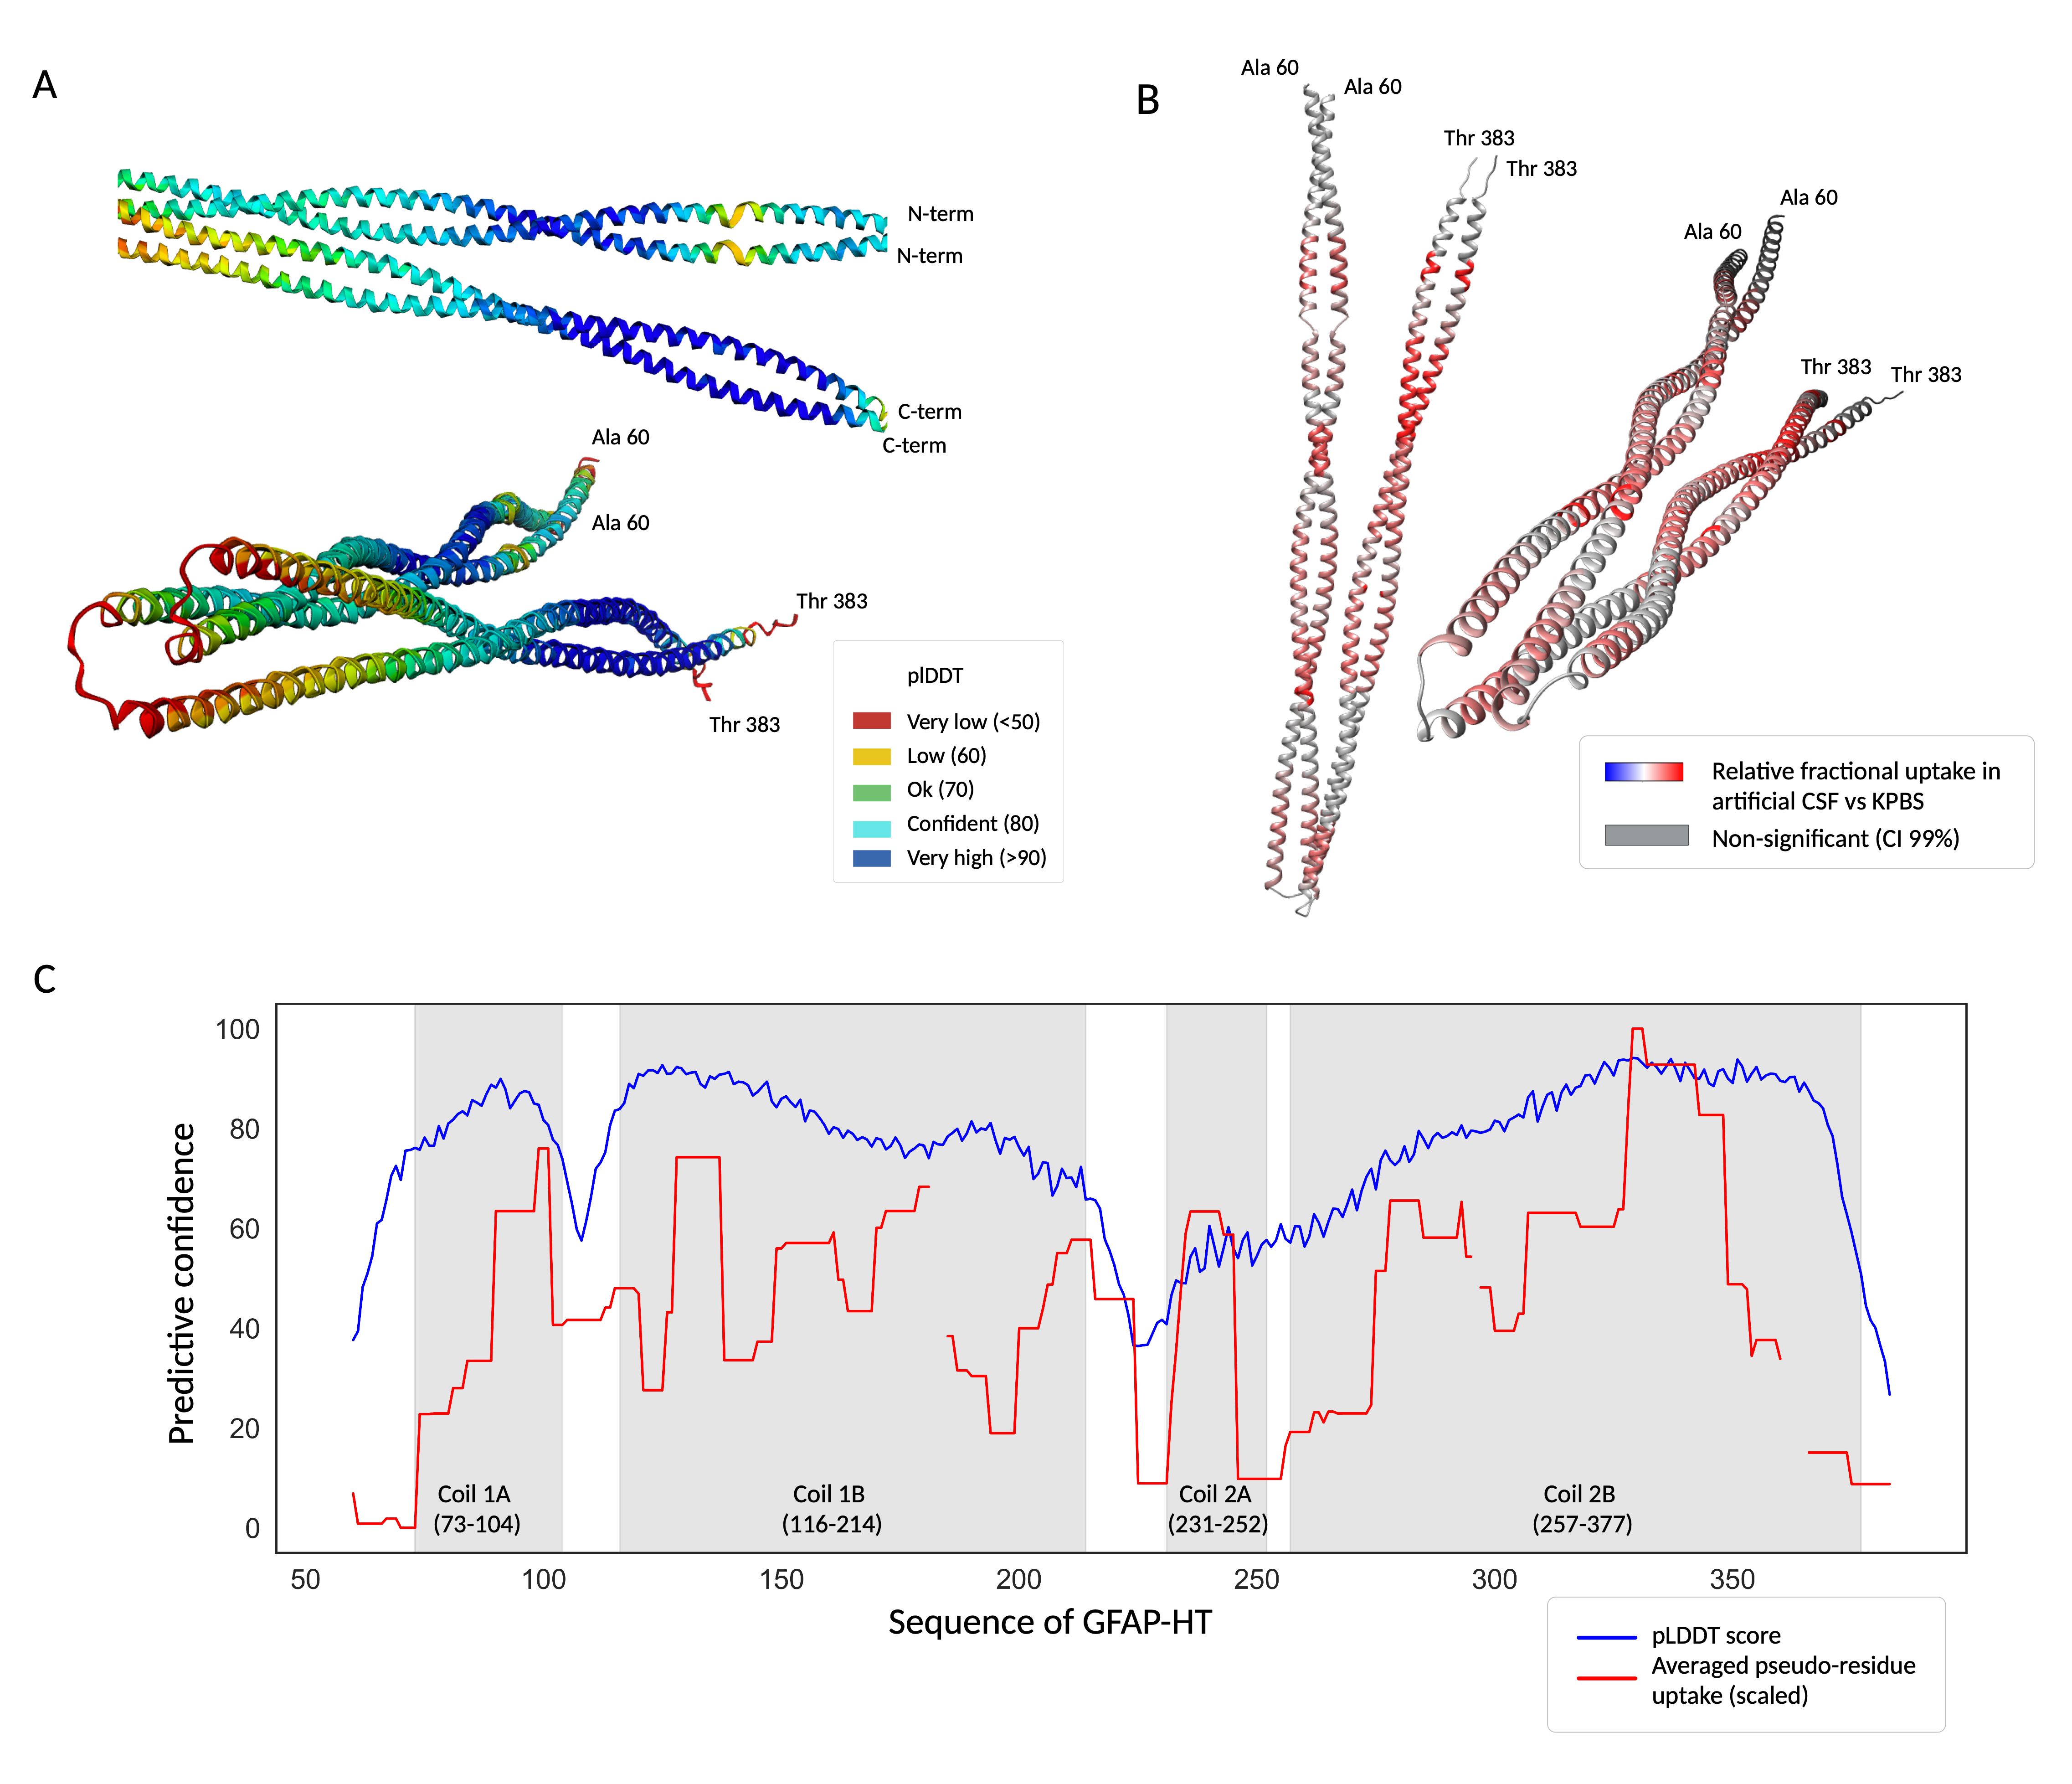 A
N-term
N-term
C-term
C-term
Ala 60
Ala 60
Thr 383
Thr 383
plDDT
Very low (<50)
Low (60)
Ok (70)
Confident (80)
Very high (>90)
B
Ala 60
Ala 60
Thr 383
Thr 383
Ala 60
Ala 60
Thr 383
Thr 383
Relative fractional uptake in
artificial CSF vs KPBS
Non-significant (CI 99%)
C
Predictive confidence
100
80
60
40
20
0
Coil 1A
(73-104)
Coil 1B
(116-214)
Coil 2A
(231-252)
Coil 2B
(257-377)
50
100
150
200
250
300
350
Sequence of GFAP-HT
pLDDT score
Averaged pseudo-residue
uptake (scaled)